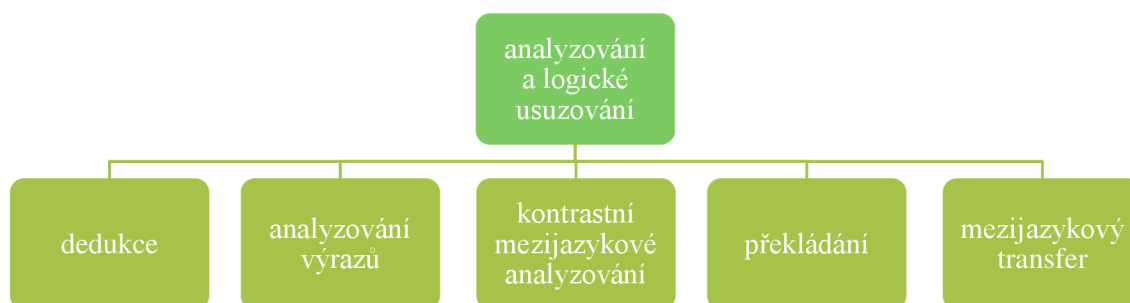 analyzování
a logické
usuzování
dedukce
analyzování
výrazů
kontrastní
mezijazykové
analyzování
překládání
mezijazykový
transfer